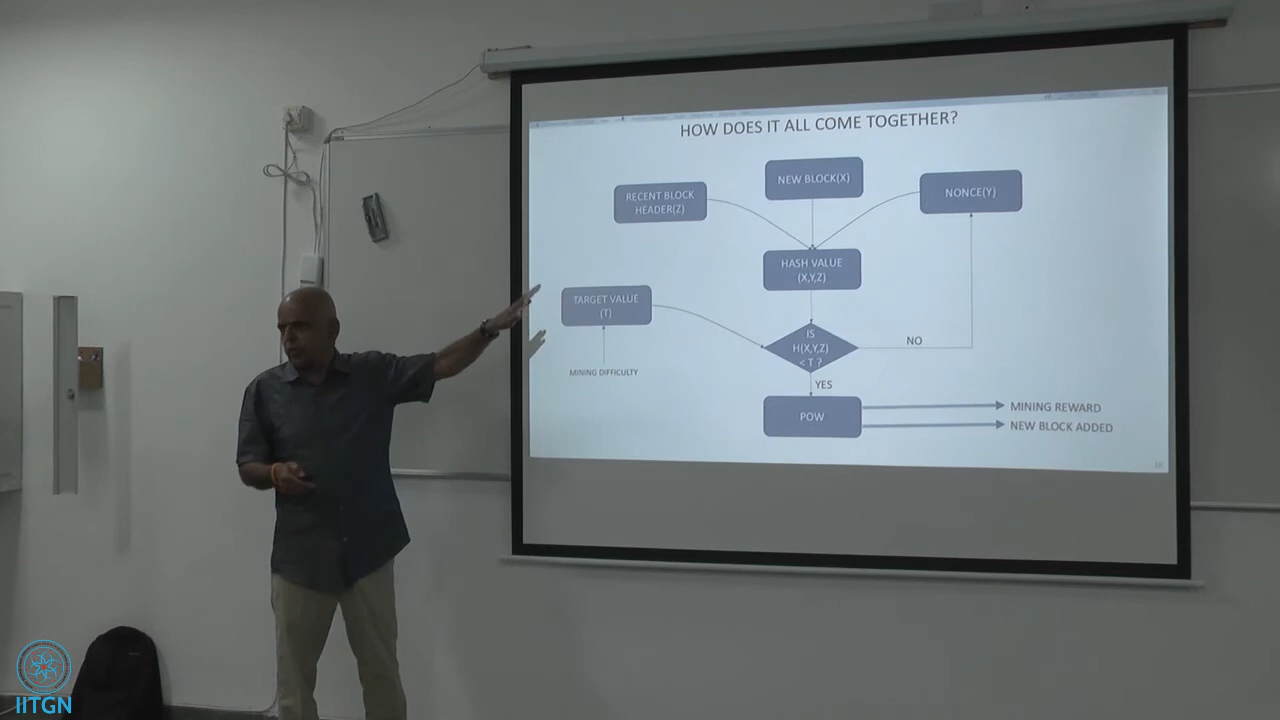 HOW DOES IT ALL COME TOGETHER?
RECENT BLOCK
HEADER(Z)
NEW BLOCK(X)
NONCE(Y)
HASH VALUE
(X,Y,Z)
TARGET VALUE
(T)
IS
H(X,Y,Z)
< T ?
NO
MINING DIFFICULTY
YES
POW
MINING REWARD
NEW BLOCK ADDED
IITGN